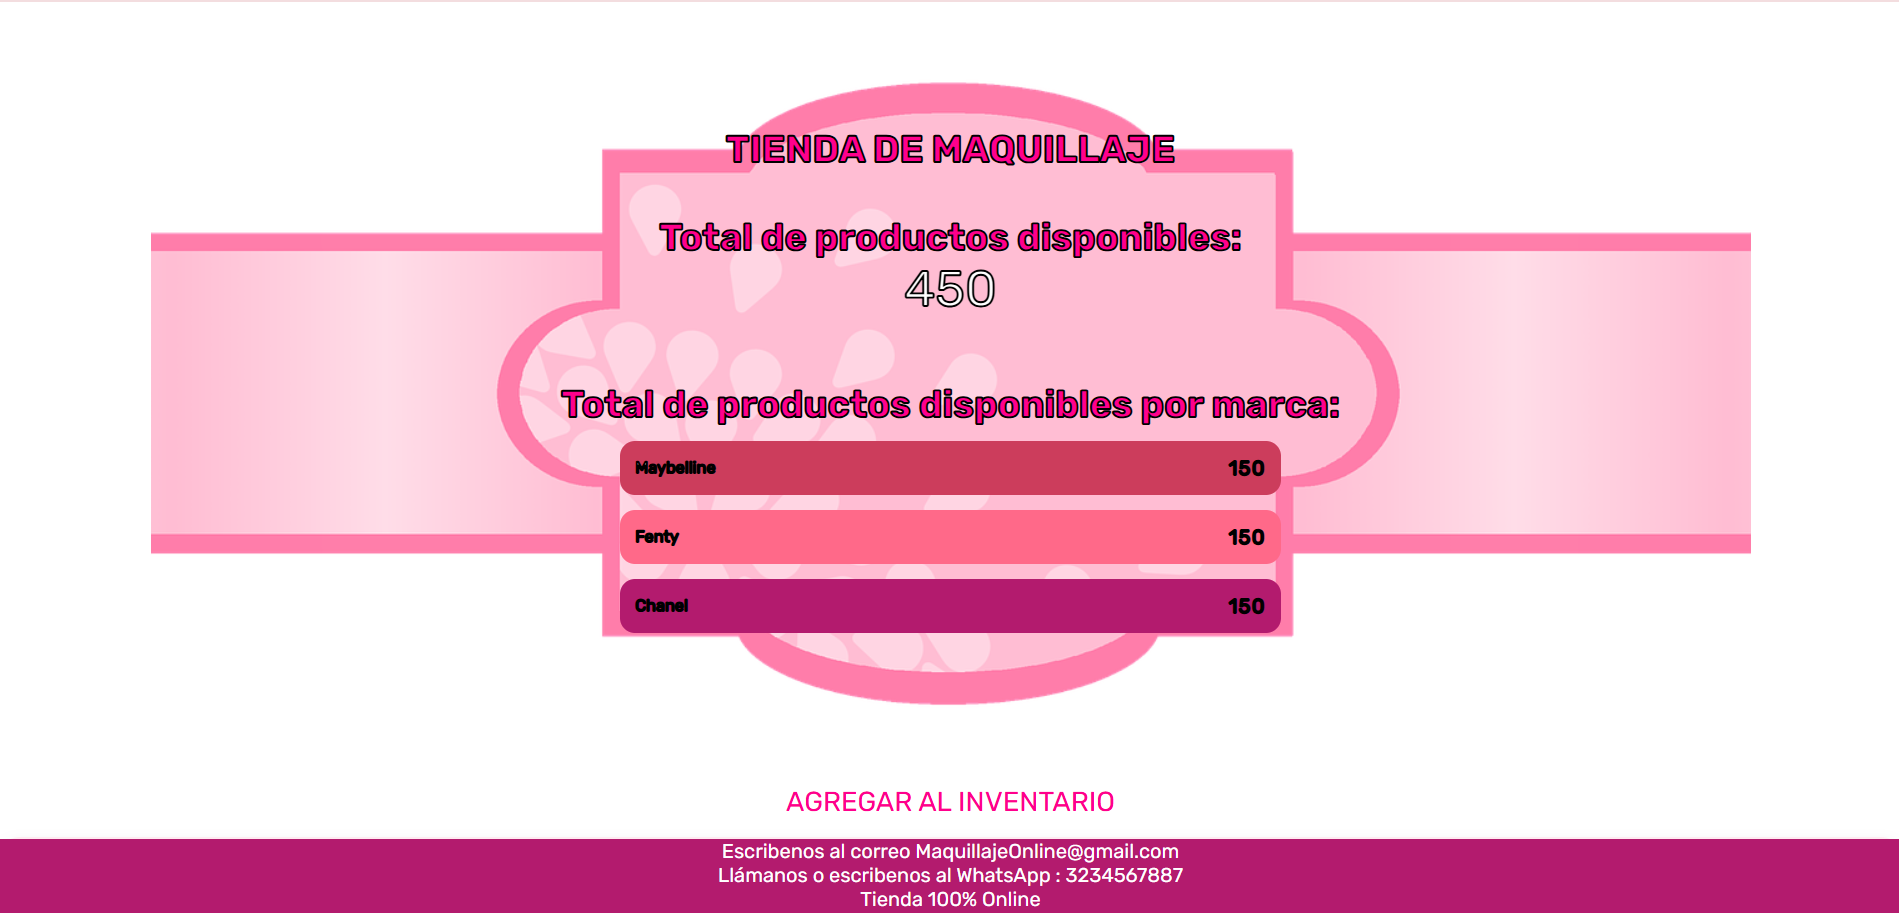 TIENDA DE MAQUILLAJE
Total de productos disponibles:
450
Total de productos disponibles por marca:
Maybelline 150
Fenty 150
Chanel 150
AGREGAR AL INVENTARIO
Escribenos al correo MaquillajeOnline@gmail.com
Llámanos o escribenos al WhatsApp : 3234567887
Tienda 100% Online